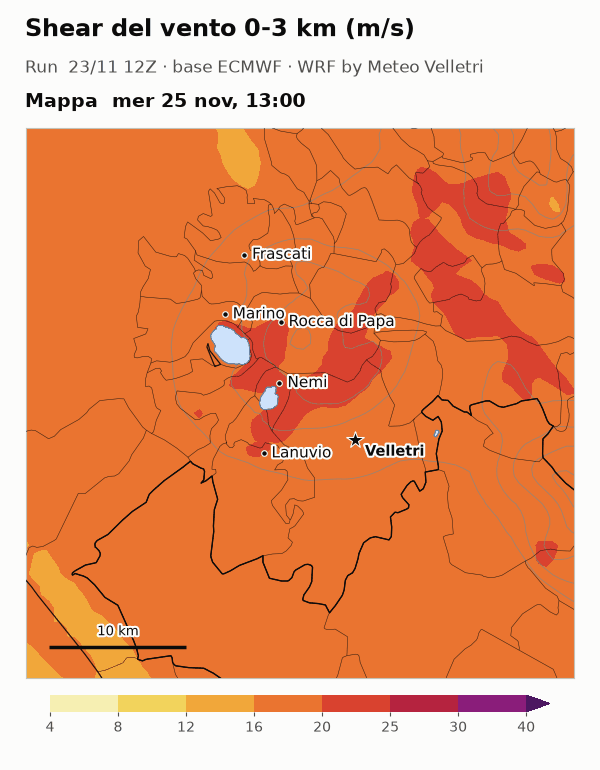 Shear del vento 0-3 km (m/s)
Run  23/11 12Z · base ECMWF · WRF by Meteo Velletri
Mappa  mer 25 nov, 13:00
Frascati
Marino
Rocca di Papa
Nemi
Velletri
Lanuvio
10 km
4 8 12 16 20 25 30 40